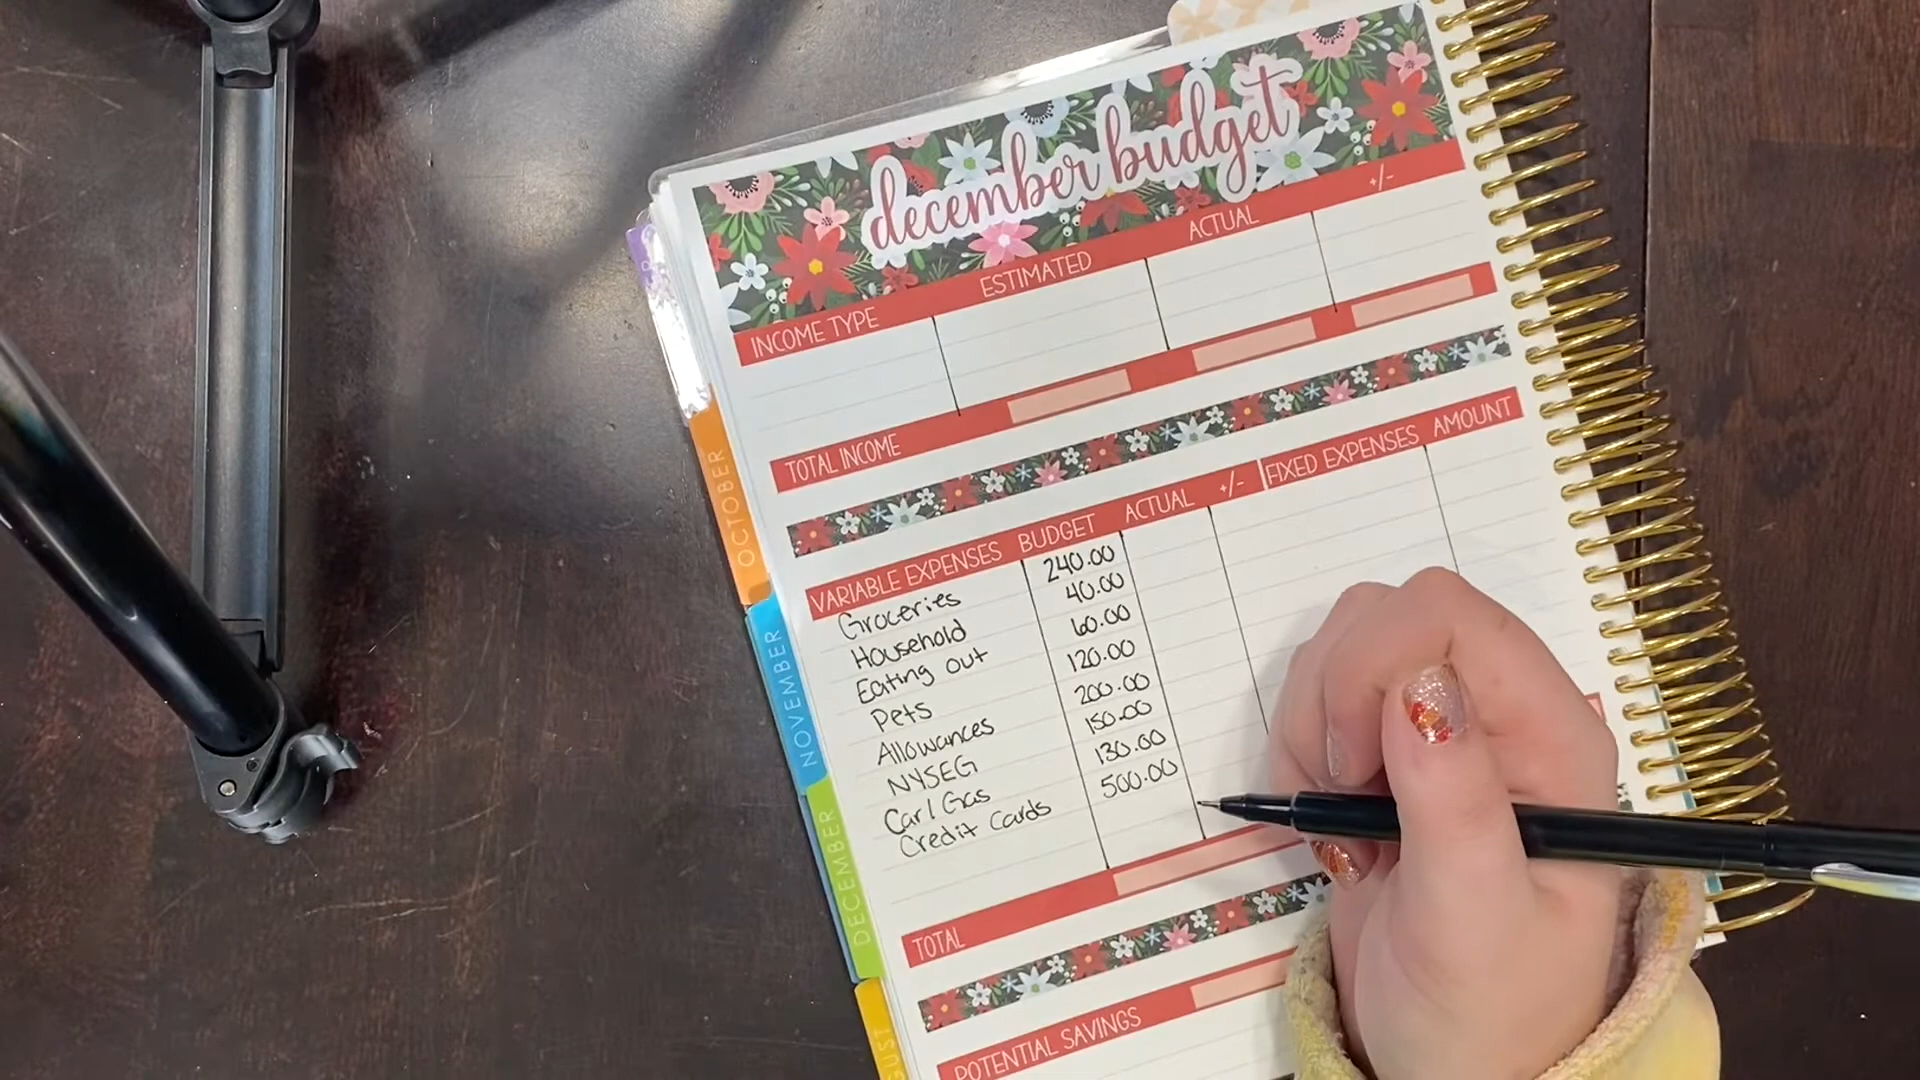 december budget
INCOME TYPE ESTIMATED ACTUAL +/-
TOTAL INCOME
VARIABLE EXPENSES BUDGET ACTUAL +/- FIXED EXPENSES AMOUNT
Groceries 240.00
Household 40.00
Eating out 60.00
Pets 120.00
Allowances 200.00
NYSEG 150.00
Car/Gas 130.00
Credit Cards 500.00
TOTAL
POTENTIAL SAVINGS
OCTOBER
NOVEMBER
DECEMBER